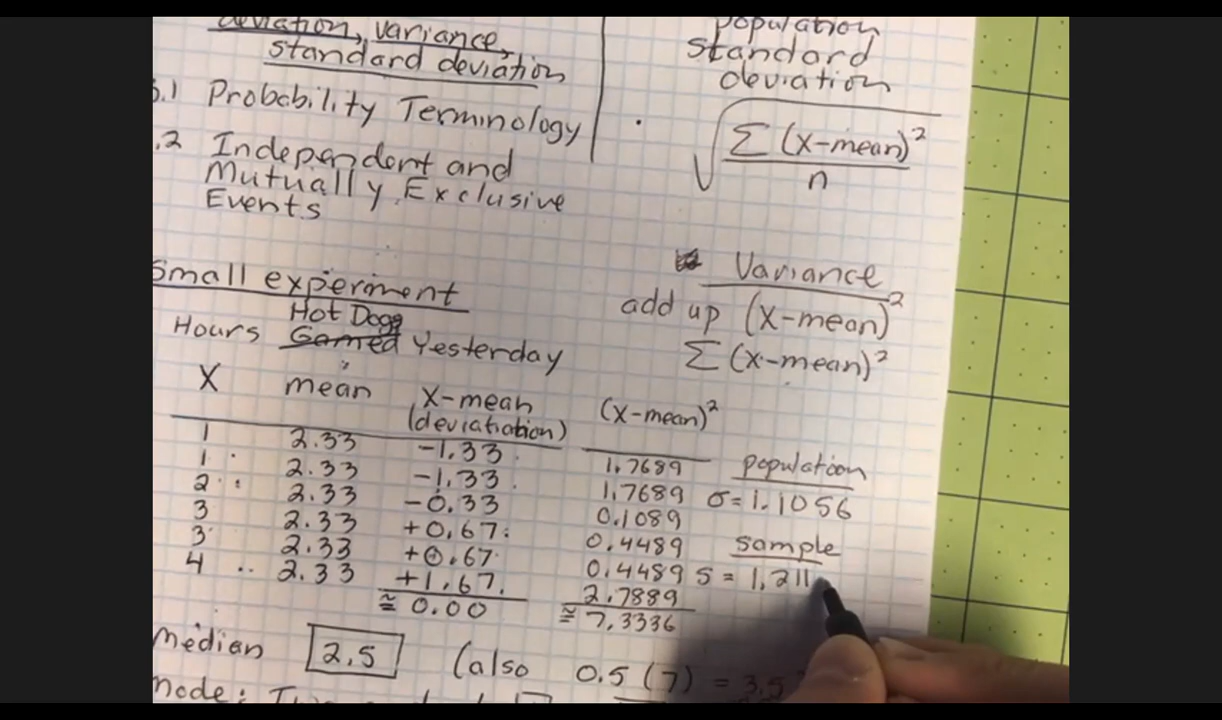 deviation, variance,
standard deviation
.1 Probability Terminology
.2 Independent and
Mutually Exclusive
Events
population
standard
deviation
√ Σ (x-mean)²
n
Variance
add up (x-mean)²
Σ (x-mean)²
Small experiment
Hot Dogs
Hours Gamed Yesterday
X mean X-mean (x-mean)²
(deviatiation)
1 2.33 -1.33 1.7689
1 2.33 -1.33 1.7689
2 2.33 -0.33 0.1089
3 2.33 +0.67 0.4489
3 2.33 +0.67 0.4489
4 2.33 +1.67 2.7889
≅ 0.00 ≅ 7.3336
population
σ = 1.1056
sample
s = 1.211
Median 2.5 (also 0.5 (7) = 3.5
mode: